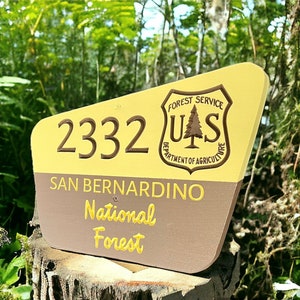 2332
FOREST SERVICE
U S
DEPARTMENT OF AGRICULTURE
SAN BERNARDINO
National
Forest